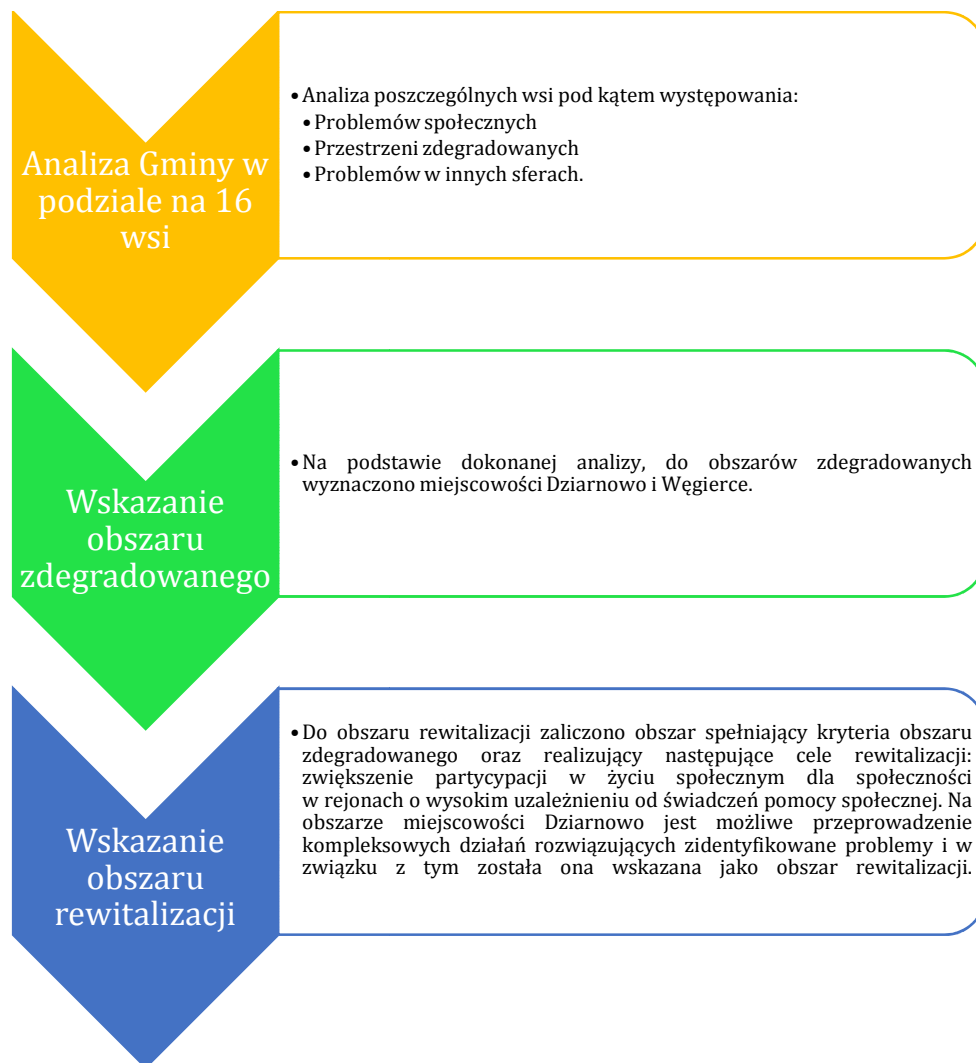 Analiza Gminy w
podziale na 16
wsi
• Analiza poszczególnych wsi pod kątem występowania:
• Problemów społecznych
• Przestrzeni zdegradowanych
• Problemów w innych sferach.
Wskazanie
obszaru
zdegradowanego
• Na podstawie dokonanej analizy, do obszarów zdegradowanych
wyznaczono miejscowości Dziarnowo i Węgierce.
Wskazanie
obszaru
rewitalizacji
• Do obszaru rewitalizacji zaliczono obszar spełniający kryteria obszaru
zdegradowanego oraz realizujący następujące cele rewitalizacji:
zwiększenie partycypacji w życiu społecznym dla społeczności
w rejonach o wysokim uzależnieniu od świadczeń pomocy społecznej. Na
obszarze miejscowości Dziarnowo jest możliwe przeprowadzenie
kompleksowych działań rozwiązujących zidentyfikowane problemy i w
związku z tym została ona wskazana jako obszar rewitalizacji.